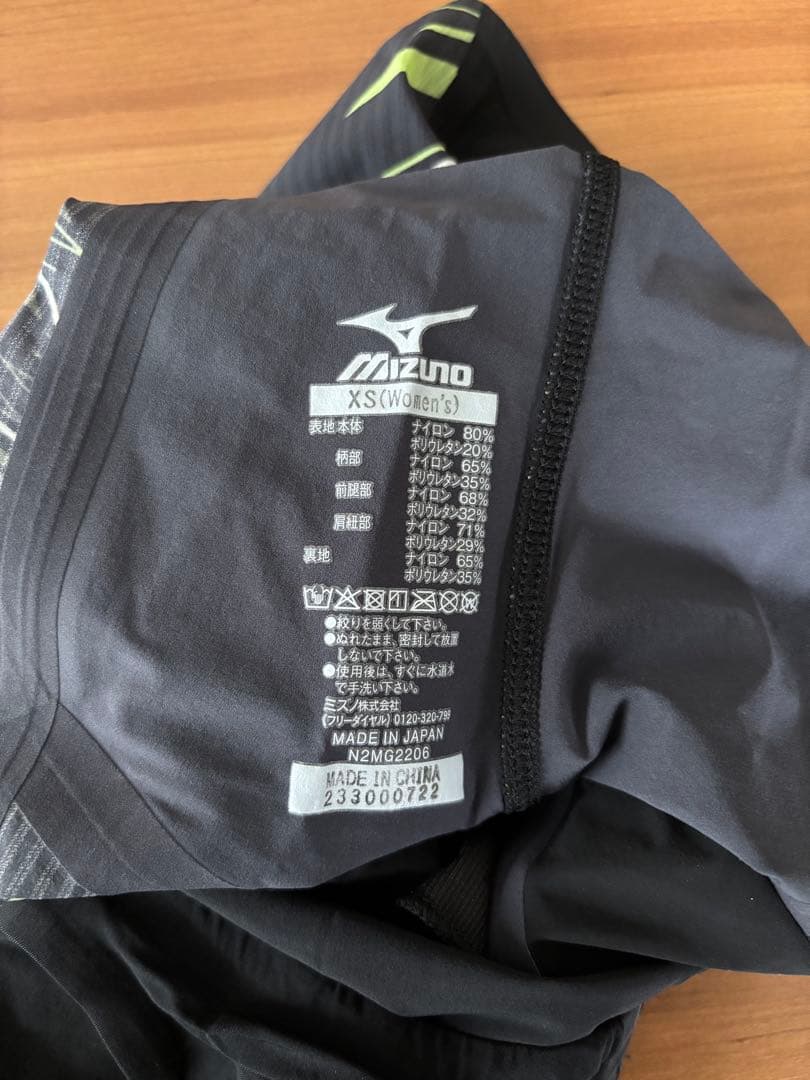 MIZUNO
XS(Women's)
表地 本体 ナイロン 80%
ポリウレタン20%
柄部 ナイロン 65%
ポリウレタン35%
前腿部 ナイロン 68%
ポリウレタン32%
肩紐部 ナイロン 71%
ポリウレタン29%
裏地 ナイロン 65%
ポリウレタン35%
●絞りを弱くして下さい。
●ぬれたまま、密封して放置
しないで下さい。
●使用後は、すぐに水道水
で手洗い下さい。
ミズノ株式会社
(フリーダイヤル) 0120-320-799
MADE IN JAPAN
N2MG2206
MADE IN CHINA
233000722